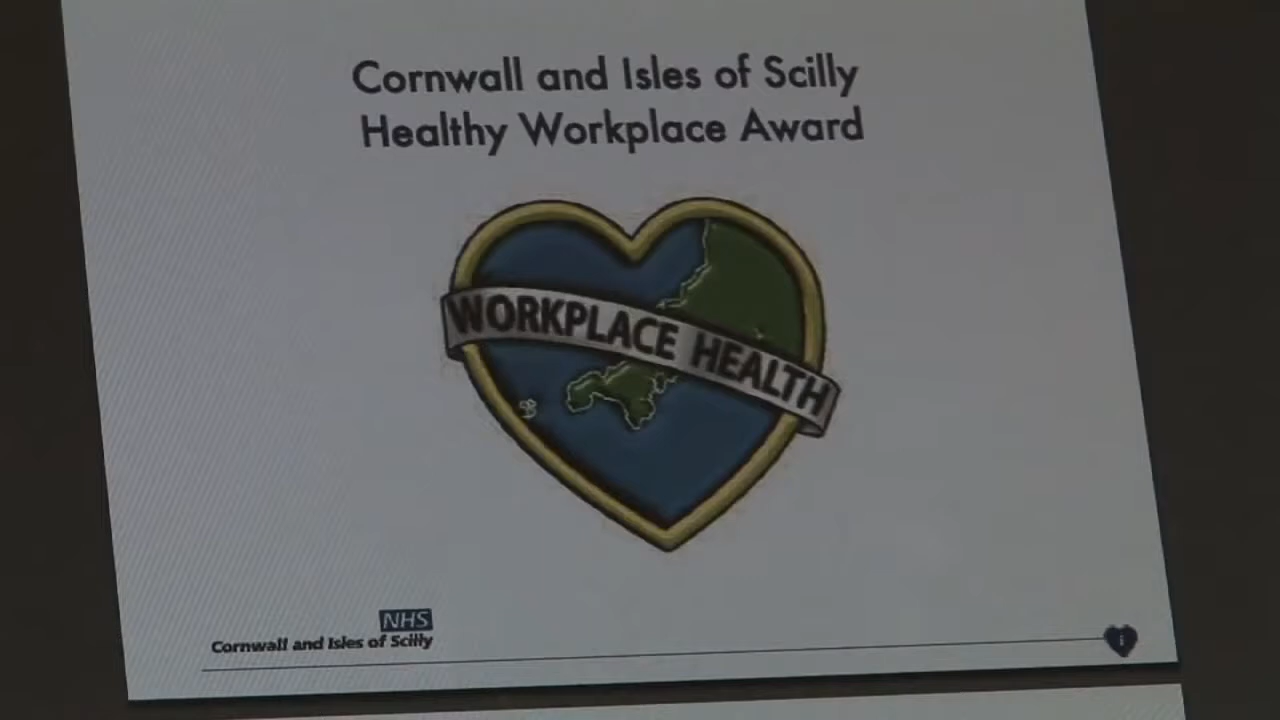 Cornwall and Isles of Scilly
Healthy Workplace Award
WORKPLACE HEALTH
NHS
Cornwall and Isles of Scilly